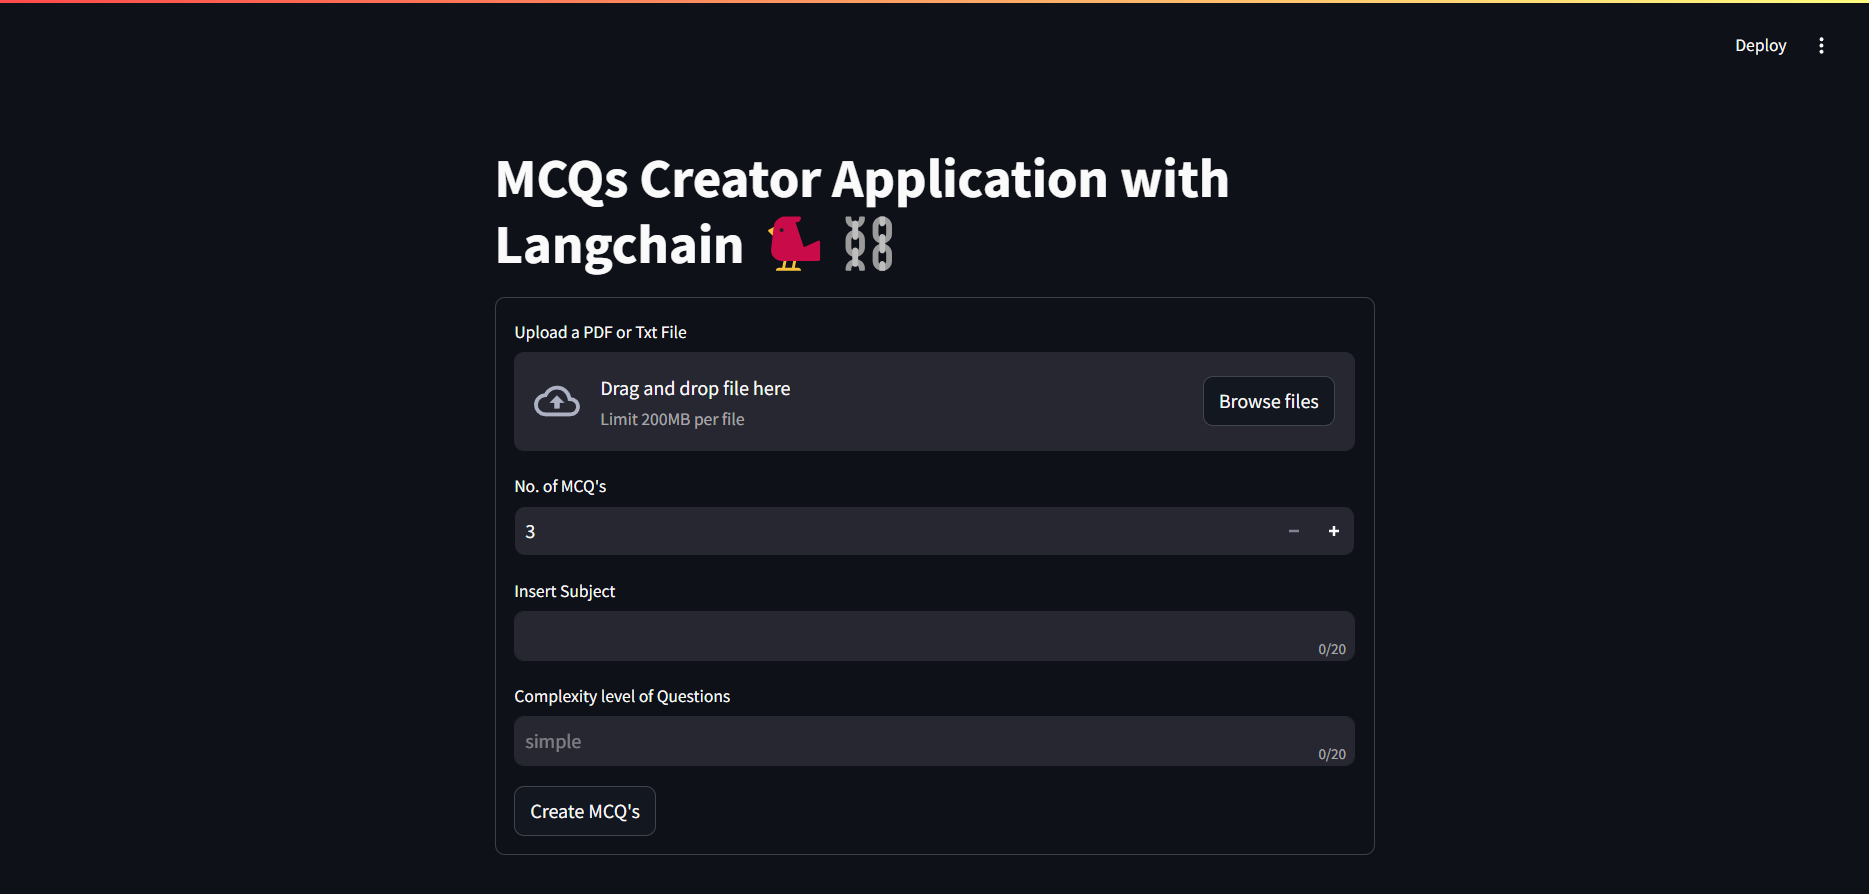 Deploy
MCQs Creator Application with
Langchain 🦜 ⛓️
Upload a PDF or Txt File
Drag and drop file here
Limit 200MB per file
Browse files
No. of MCQ's
3
Insert Subject
0/20
Complexity level of Questions
simple
0/20
Create MCQ's